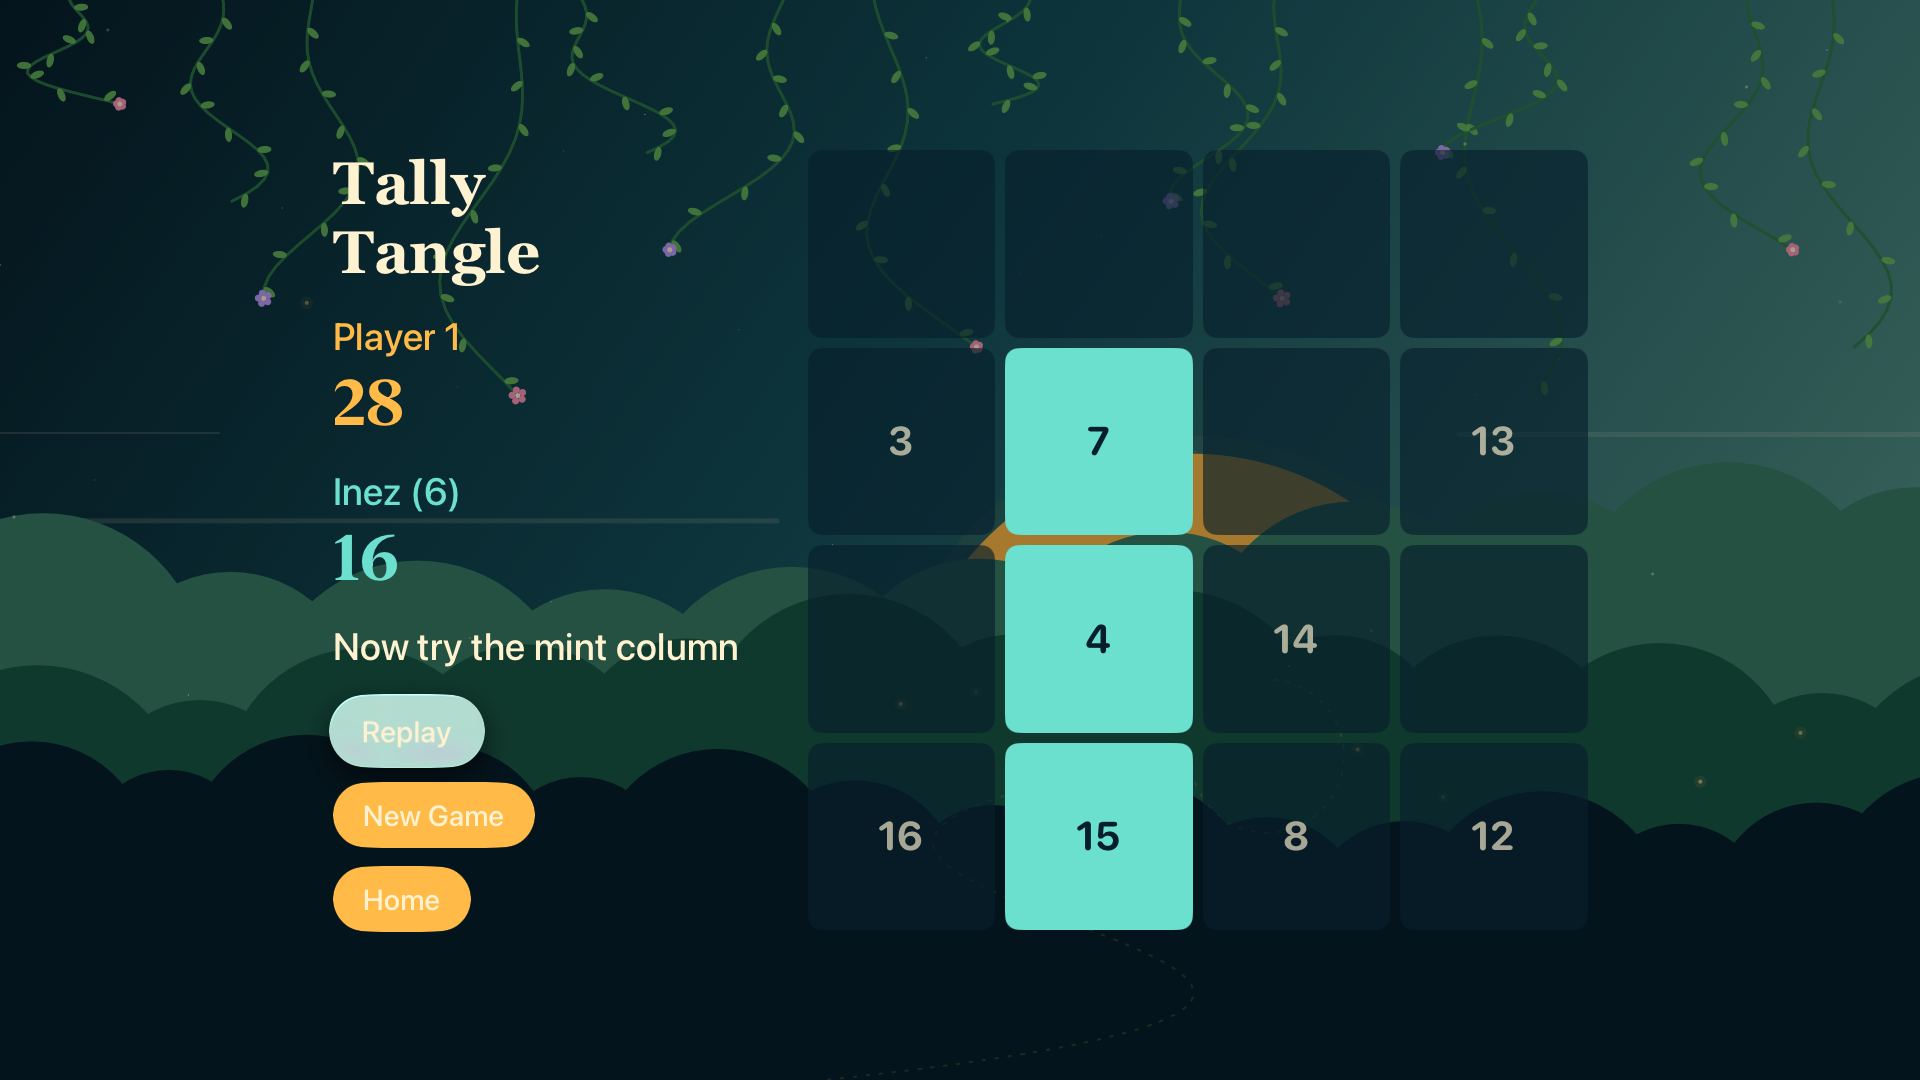 Tally
Tangle
Player 1
28
Inez (6)
16
Now try the mint column
Replay
New Game
Home
3 7 13
4 14
16 15 8 12